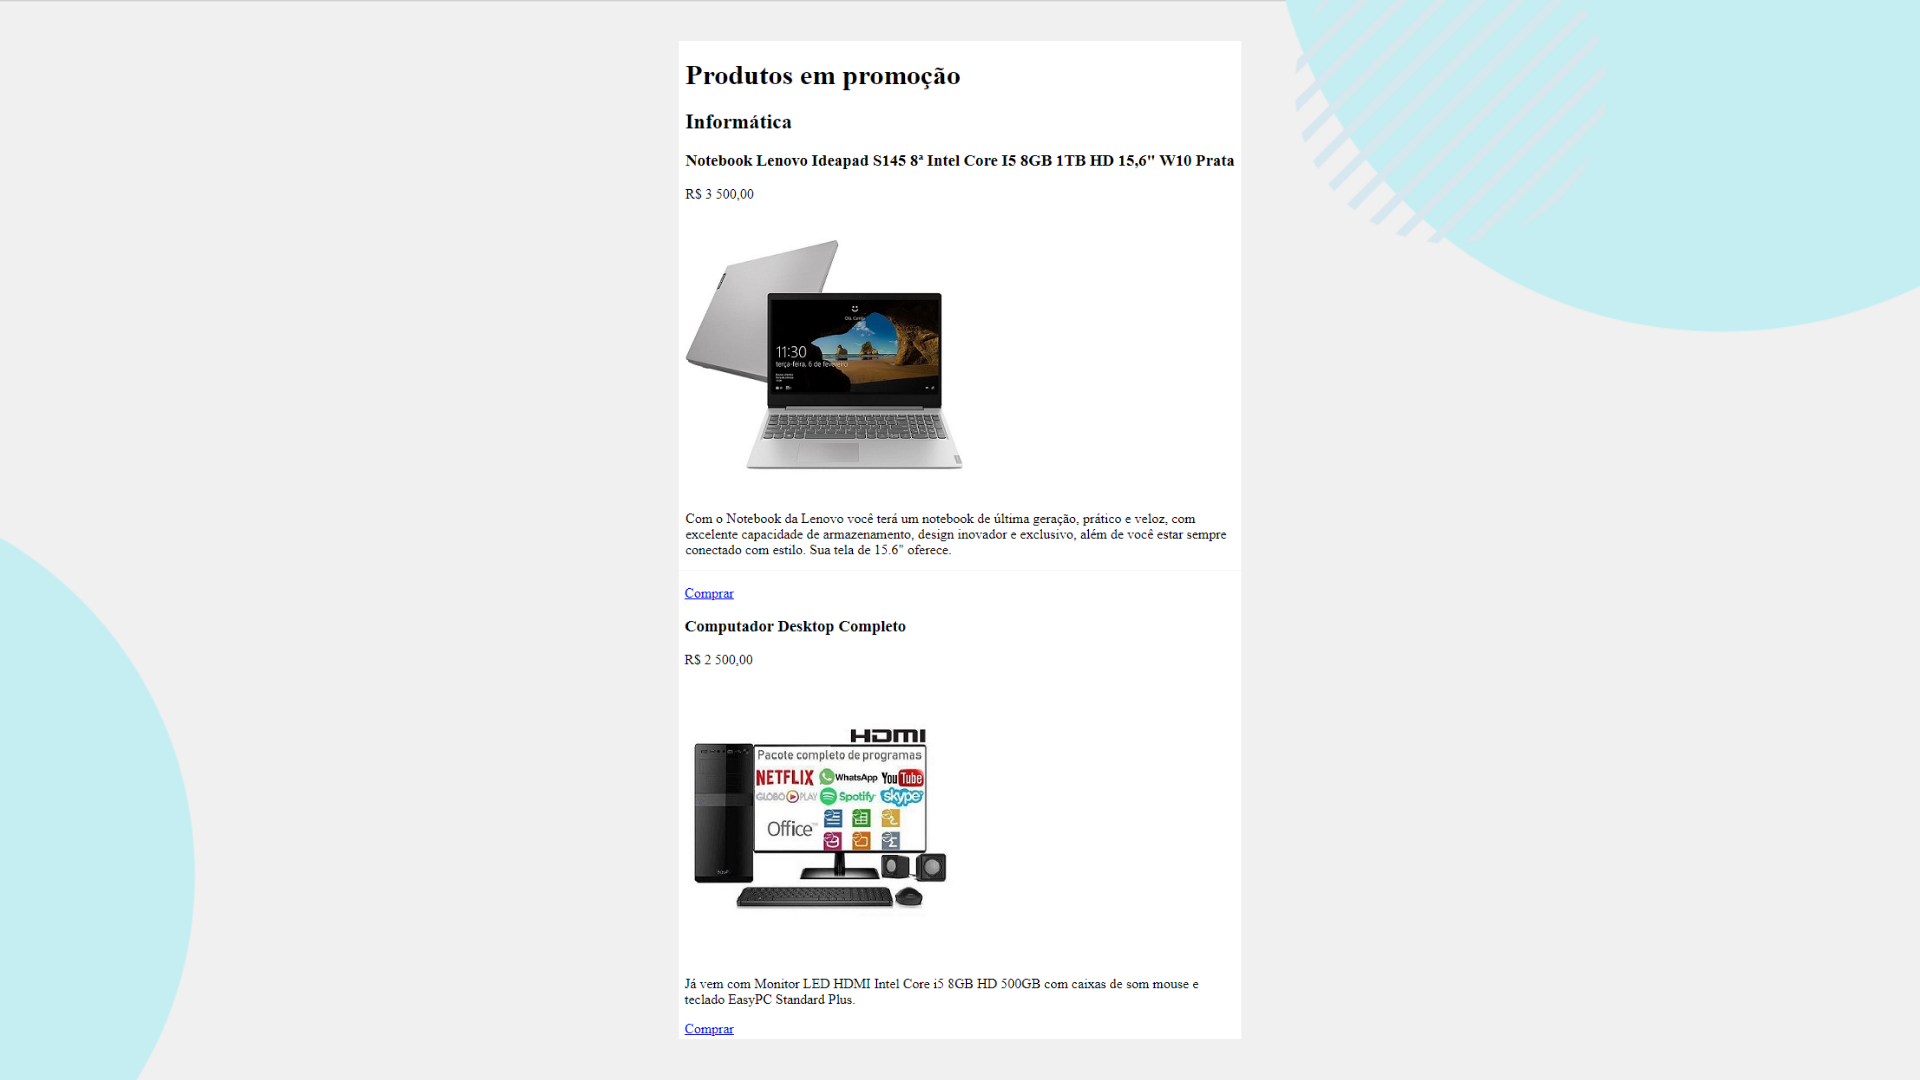 Produtos em promoção
Informática
Notebook Lenovo Ideapad S145 8ª Intel Core I5 8GB 1TB HD 15,6" W10 Prata
R$ 3 500,00
11:30
terça-feira, 6 de fevereiro
Com o Notebook da Lenovo você terá um notebook de última geração, prático e veloz, com
excelente capacidade de armazenamento, design inovador e exclusivo, além de você estar sempre
conectado com estilo. Sua tela de 15.6" oferece.
Comprar
Computador Desktop Completo
R$ 2 500,00
HDMI
Pacote completo de programas
NETFLIX WhatsApp YouTube
GLOBO PLAY Spotify skype
Office
Já vem com Monitor LED HDMI Intel Core i5 8GB HD 500GB com caixas de som mouse e
teclado EasyPC Standard Plus.
Comprar